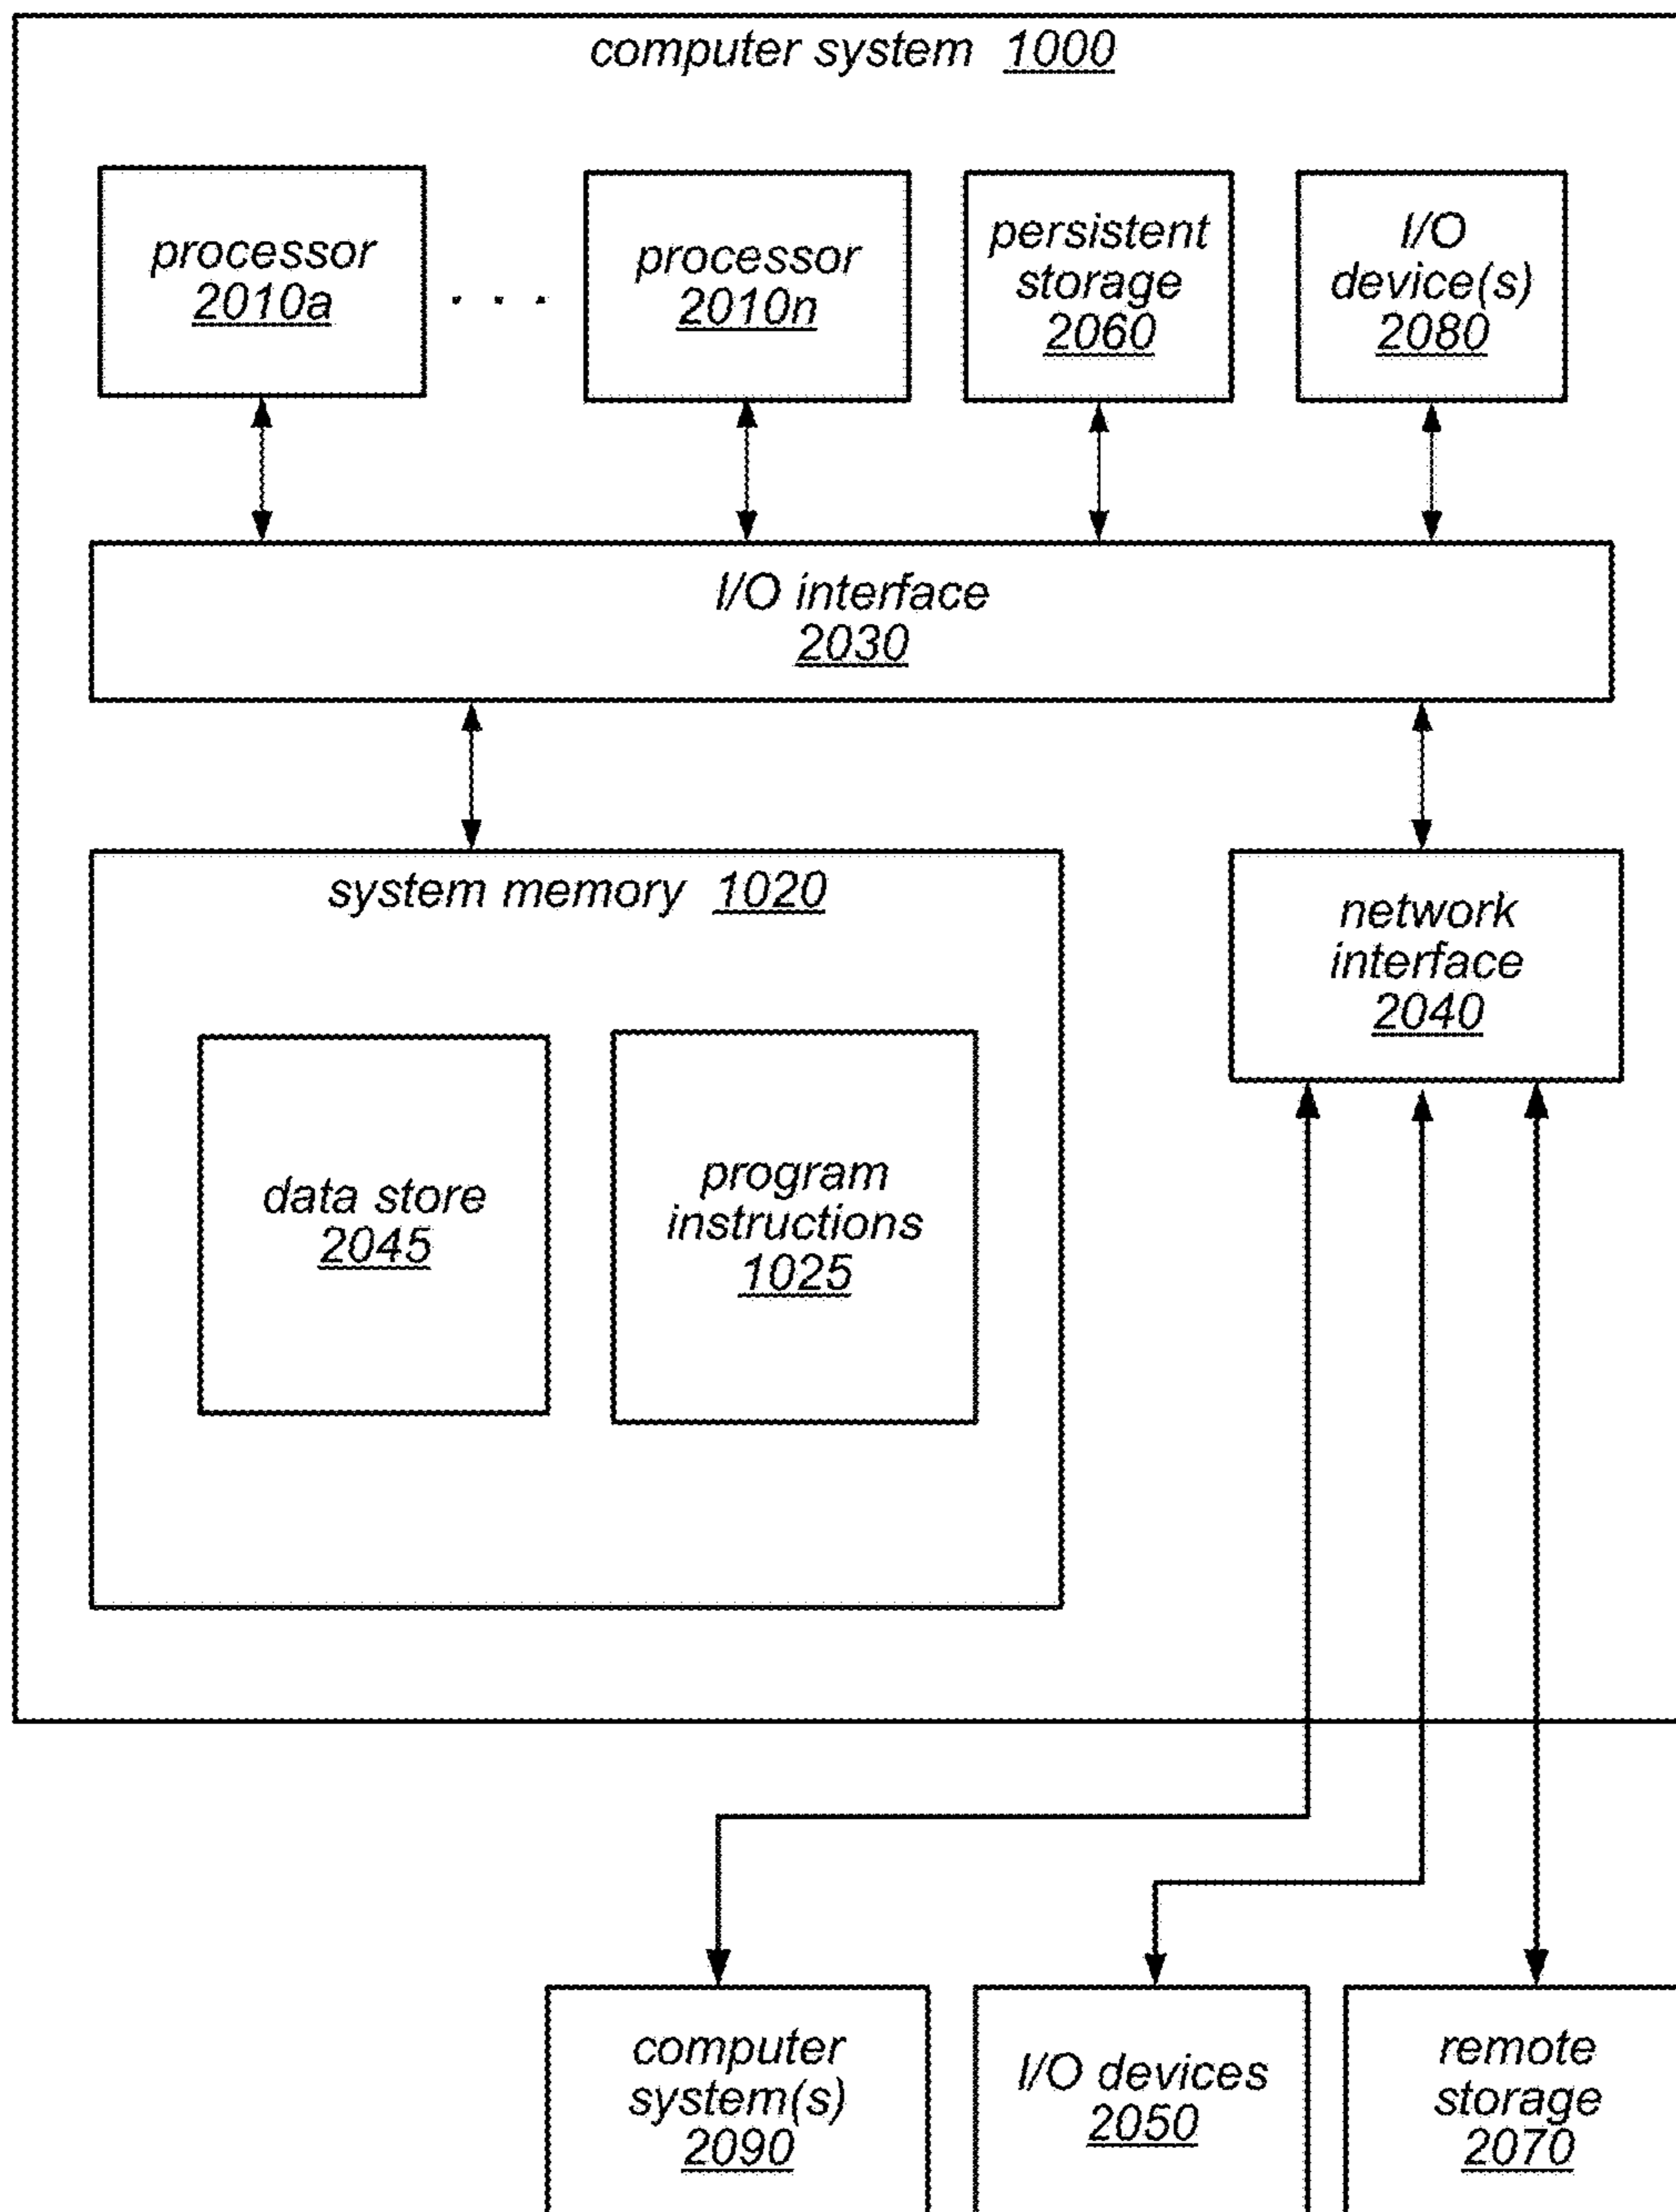 computer system 1000
processor
2010a
. . .
processor
2010n
persistent
storage
2060
I/O
device(s)
2080
I/O interface
2030
system memory 1020
network
interface
2040
data store
2045
program
instructions
1025
computer
system(s)
2090
I/O devices
2050
remote
storage
2070